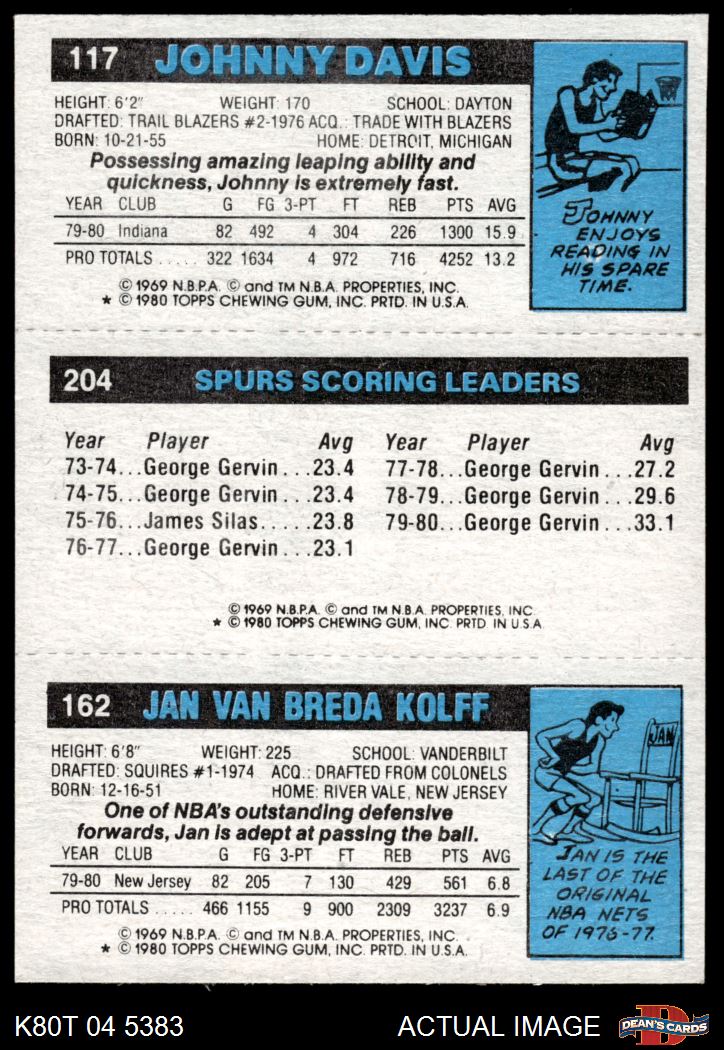 117 JOHNNY DAVIS
HEIGHT: 6'2" WEIGHT: 170 SCHOOL: DAYTON
DRAFTED: TRAIL BLAZERS #2-1976 ACQ.: TRADE WITH BLAZERS
BORN: 10-21-55 HOME: DETROIT, MICHIGAN
Possessing amazing leaping ability and
quickness, Johnny is extremely fast.
YEAR CLUB G FG 3-PT FT REB PTS AVG
79-80 Indiana 82 492 4 304 226 1300 15.9
PRO TOTALS ..... 322 1634 4 972 716 4252 13.2
© 1969 N.B.P.A. © and TM N.B.A. PROPERTIES, INC.
* © 1980 TOPPS CHEWING GUM, INC. PRTD. IN U.S.A.
JOHNNY
ENJOYS
READING IN
HIS SPARE
TIME.
204 SPURS SCORING LEADERS
Year Player Avg Year Player Avg
73-74...George Gervin...23.4 77-78...George Gervin...27.2
74-75...George Gervin...23.4 78-79...George Gervin...29.6
75-76...James Silas.....23.8 79-80...George Gervin...33.1
76-77...George Gervin...23.1
© 1969 N.B.P.A. © and TM N.B.A. PROPERTIES, INC.
* © 1980 TOPPS CHEWING GUM, INC. PRTD. IN U.S.A.
162 JAN VAN BREDA KOLFF
HEIGHT: 6'8" WEIGHT: 225 SCHOOL: VANDERBILT
DRAFTED: SQUIRES #1-1974 ACQ.: DRAFTED FROM COLONELS
BORN: 12-16-51 HOME: RIVER VALE, NEW JERSEY
One of NBA's outstanding defensive
forwards, Jan is adept at passing the ball.
YEAR CLUB G FG 3-PT FT REB PTS AVG
79-80 New Jersey 82 205 7 130 429 561 6.8
PRO TOTALS ..... 466 1155 9 900 2309 3237 6.9
© 1969 N.B.P.A. © and TM N.B.A. PROPERTIES, INC.
* © 1980 TOPPS CHEWING GUM, INC. PRTD. IN U.S.A.
JAN
JAN IS THE
LAST OF THE
ORIGINAL
NBA NETS
OF 1976-77.
K80T 04 5383 ACTUAL IMAGE
D
DEAN'S CARDS